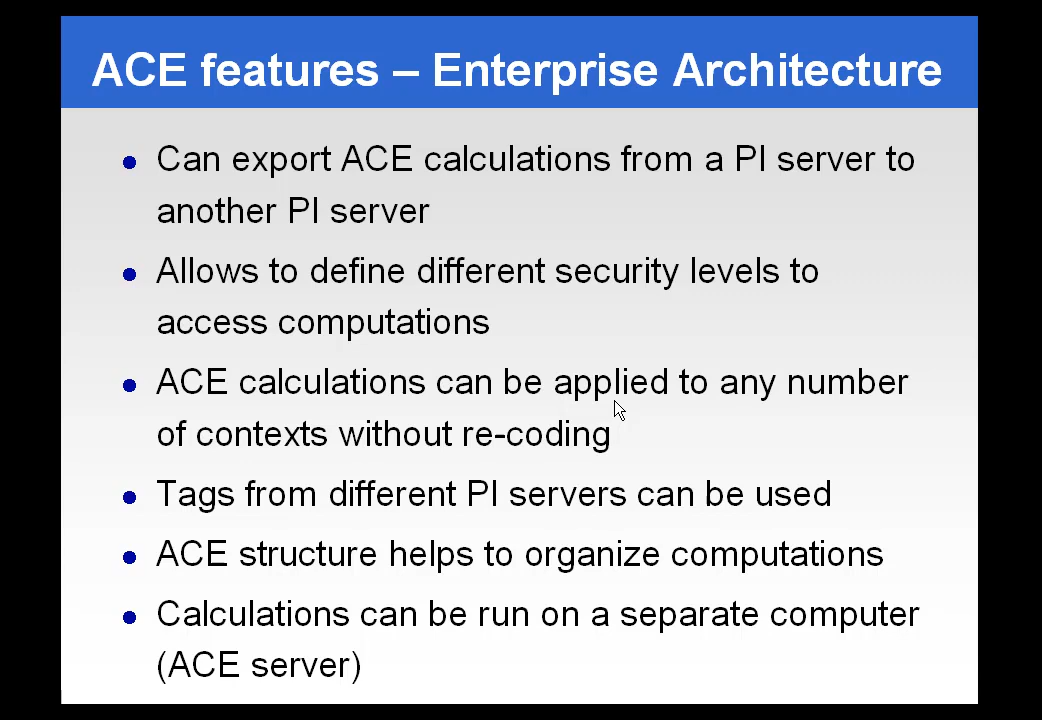 ACE features – Enterprise Architecture
● Can export ACE calculations from a PI server to
another PI server
● Allows to define different security levels to
access computations
● ACE calculations can be applied to any number
of contexts without re-coding
● Tags from different PI servers can be used
● ACE structure helps to organize computations
● Calculations can be run on a separate computer
(ACE server)